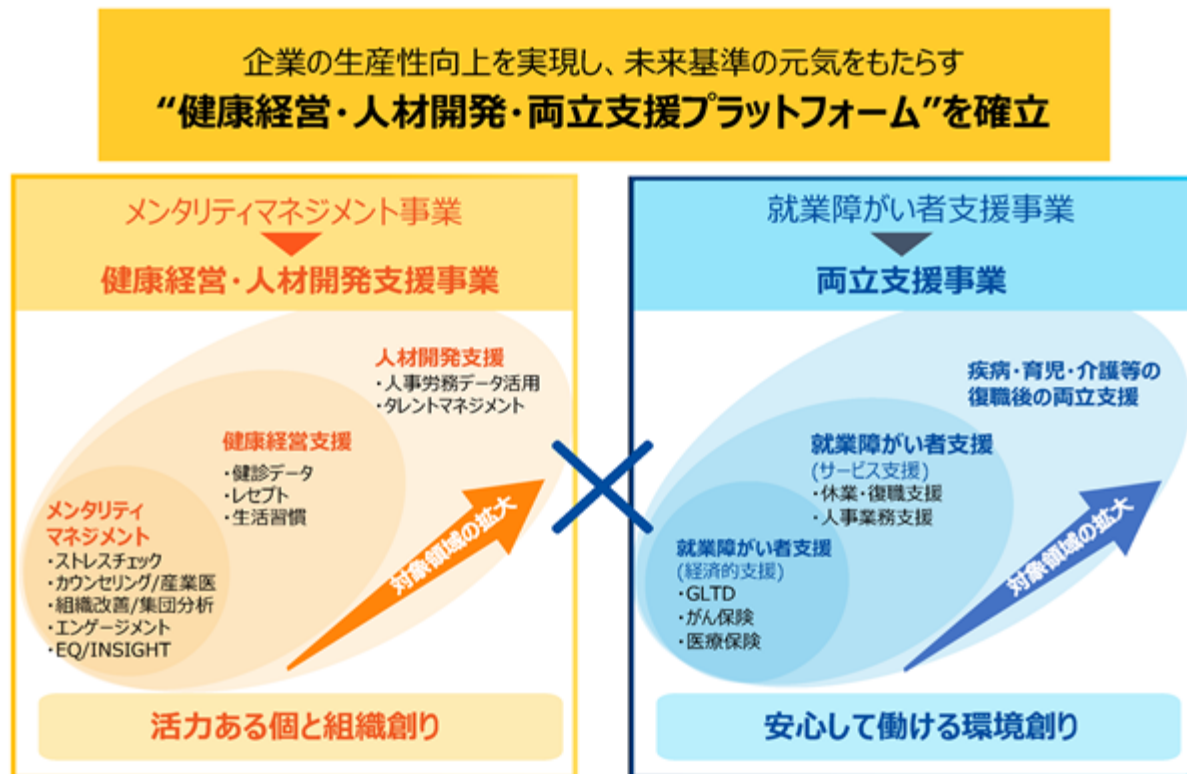 企業の生産性向上を実現し、未来基準の元気をもたらす
“健康経営・人材開発・両立支援プラットフォーム”を確立
メンタリティマネジメント事業
健康経営・人材開発支援事業
人材開発支援
・人事労務データ活用
・タレントマネジメント
健康経営支援
・健診データ
・レセプト
・生活習慣
メンタリティ
マネジメント
・ストレスチェック
・カウンセリング/産業医
・組織改善/集団分析
・エンゲージメント
・EQ/INSIGHT
対象領域の拡大
活力ある個と組織創り
就業障がい者支援事業
両立支援事業
疾病・育児・介護等の
復職後の両立支援
就業障がい者支援
(サービス支援)
・休業・復職支援
・人事業務支援
就業障がい者支援
(経済的支援)
・GLTD
・がん保険
・医療保険
対象領域の拡大
安心して働ける環境創り